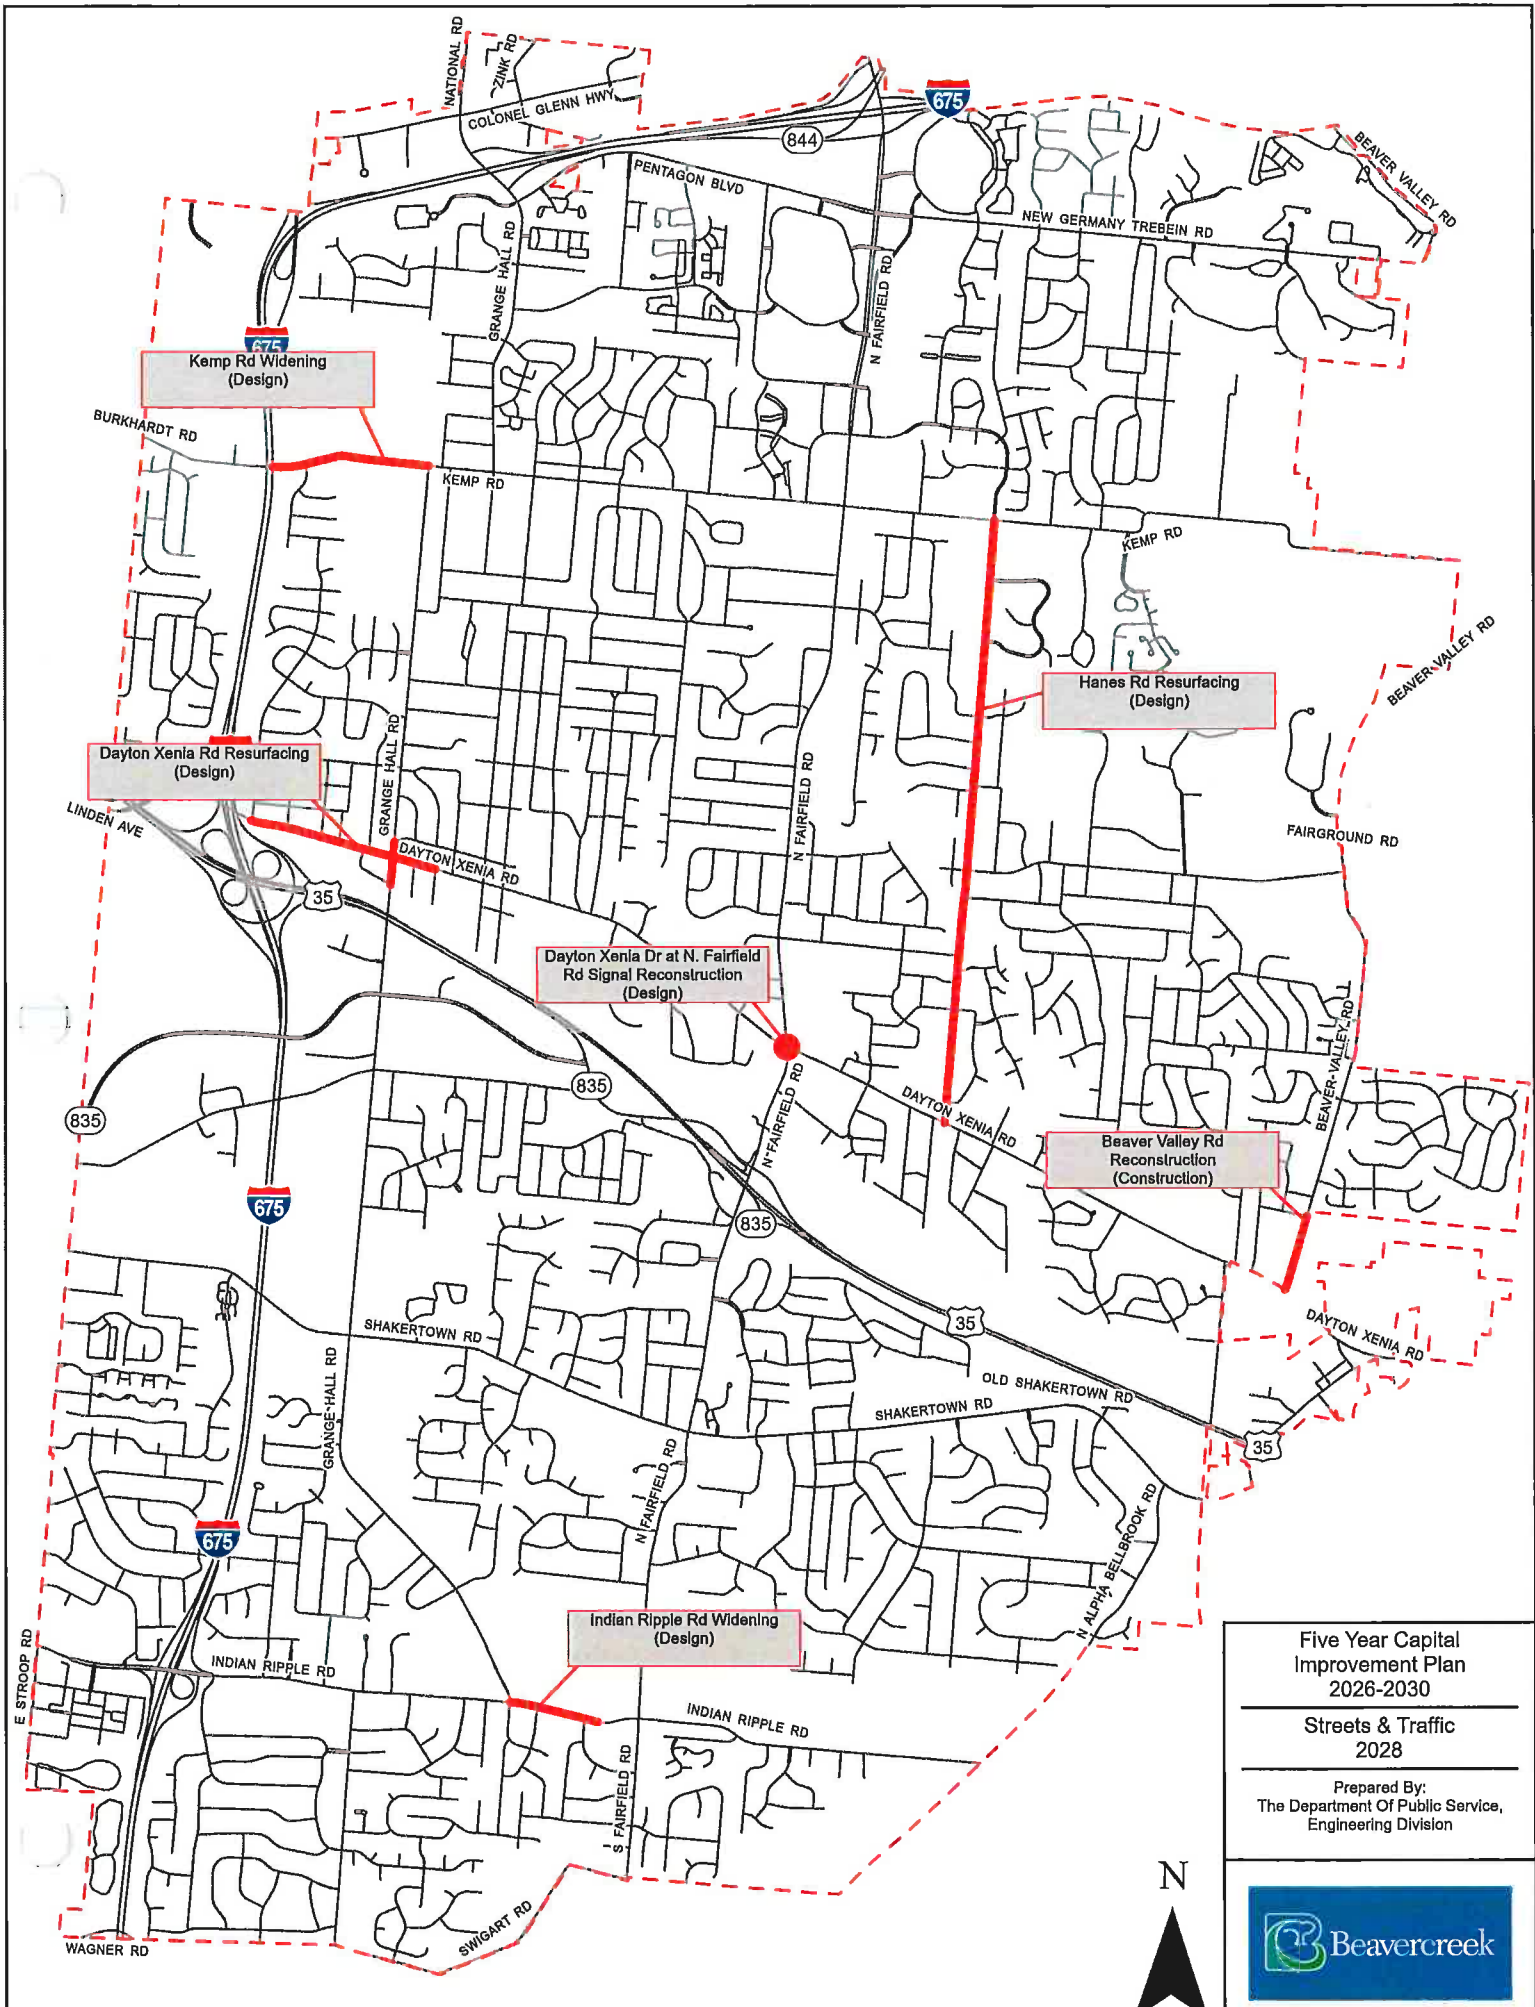 NATIONAL RD
ZINK RD
COLONEL GLENN HWY
675
844
BEAVER VALLEY RD
PENTAGON BLVD
NEW GERMANY TREBEIN RD
GRANGE HALL RD
N FAIRFIELD RD
675
Kemp Rd Widening
(Design)
BURKHARDT RD
KEMP RD
KEMP RD
BEAVER-VALLEY RD
Hanes Rd Resurfacing
(Design)
GRANGE HALL RD
Dayton Xenia Rd Resurfacing
(Design)
N FAIRFIELD RD
LINDEN AVE
FAIRGROUND RD
DAYTON XENIA RD
35
Dayton Xenia Dr at N. Fairfield
Rd Signal Reconstruction
(Design)
BEAVER-VALLEY-RD
835
835
N-FAIRFIELD RD
DAYTON XENIA RD
Beaver Valley Rd
Reconstruction
(Construction)
675
835
35
DAYTON XENIA RD
SHAKERTOWN RD
GRANGE-HALL RD
OLD SHAKERTOWN RD
SHAKERTOWN RD
35
N FAIRFIELD RD
N ALPHA BELLBROOK RD
675
Indian Ripple Rd Widening
(Design)
E STROOP RD
INDIAN RIPPLE RD
INDIAN RIPPLE RD
S FAIRFIELD RD
SWIGART RD
WAGNER RD
Five Year Capital
Improvement Plan
2026-2030
Streets & Traffic
2028
Prepared By:
The Department Of Public Service,
Engineering Division
N
Beavercreek